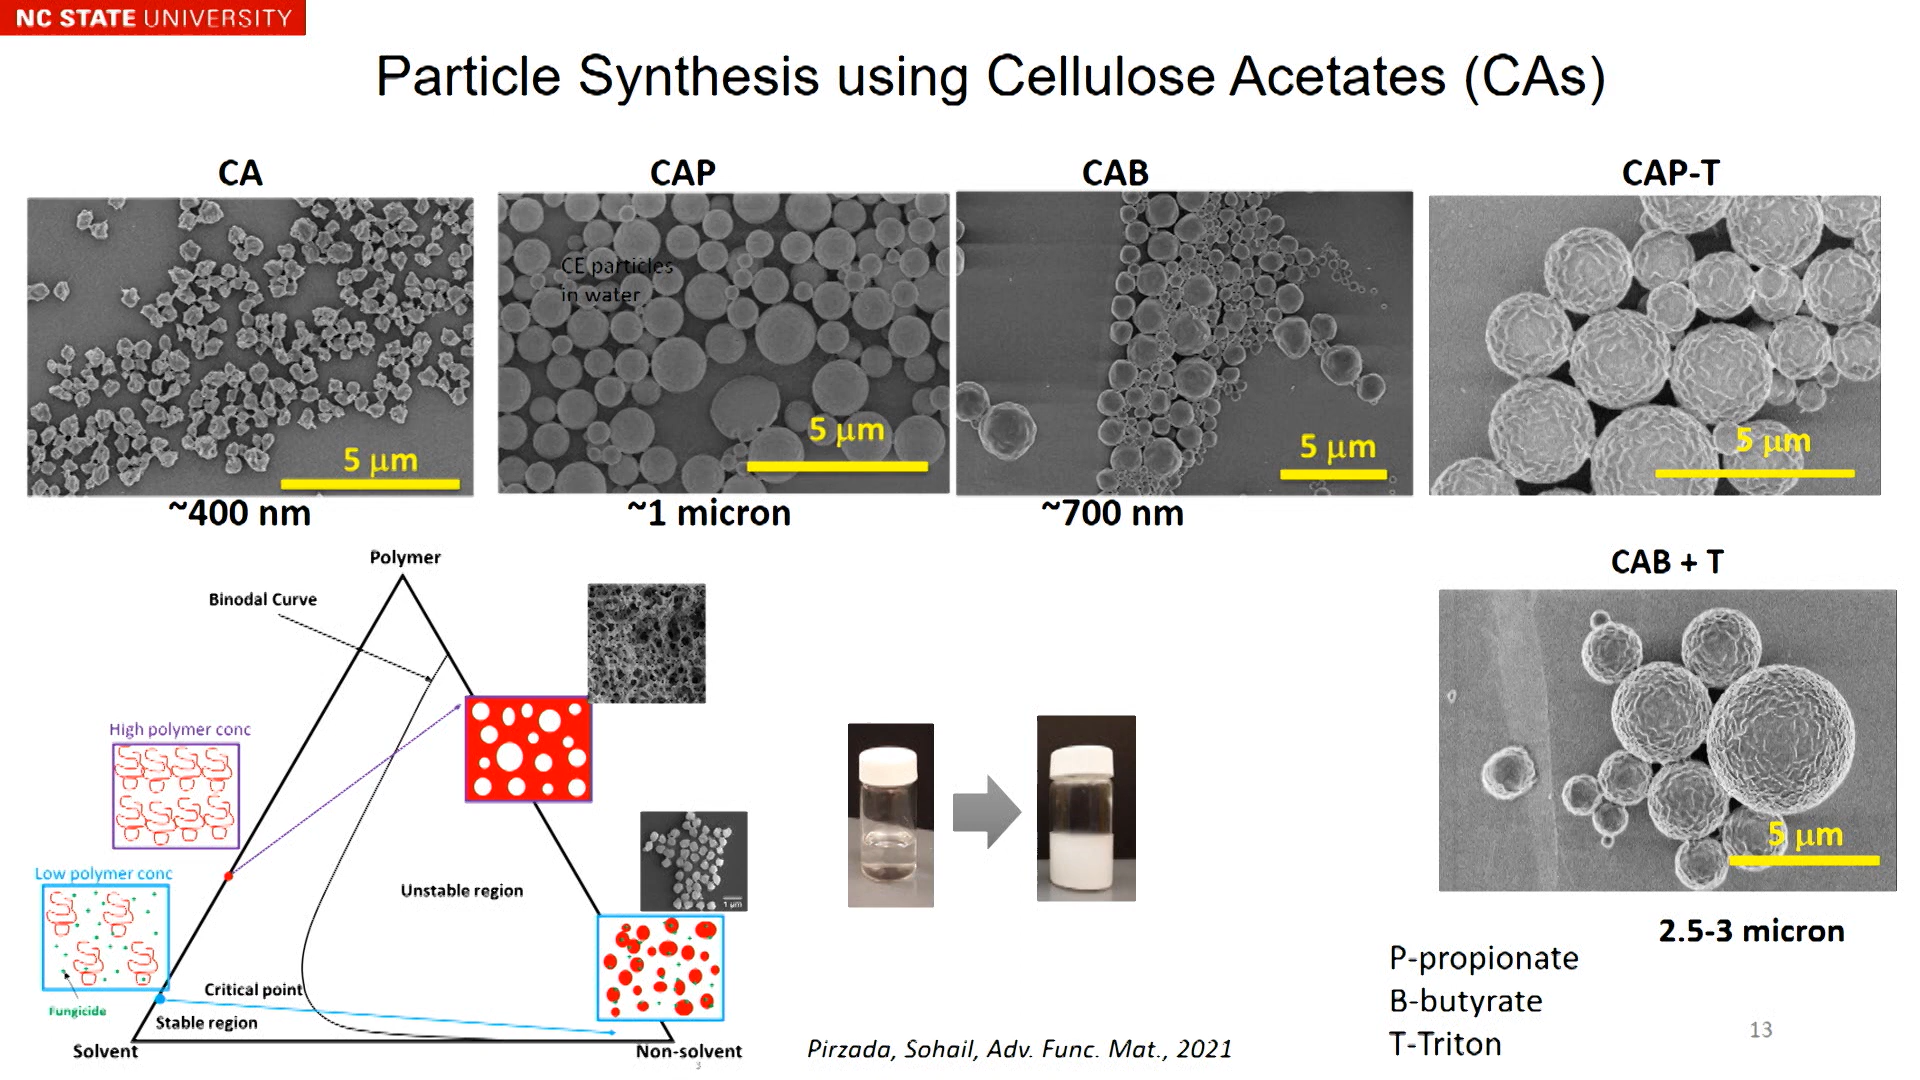 NC STATE UNIVERSITY
Particle Synthesis using Cellulose Acetates (CAs)
CA
CAP
CAB
CAP-T
CE particles
in water
5 μm
5 μm
5 μm
5 μm
~400 nm
~1 micron
~700 nm
CAB + T
5 μm
2.5-3 micron
Polymer
Binodal Curve
High polymer conc
Low polymer conc
Fungicide
Unstable region
Critical point
Stable region
Solvent
Non-solvent
1 μm
3
Pirzada, Sohail, Adv. Func. Mat., 2021
P-propionate
B-butyrate
T-Triton
13